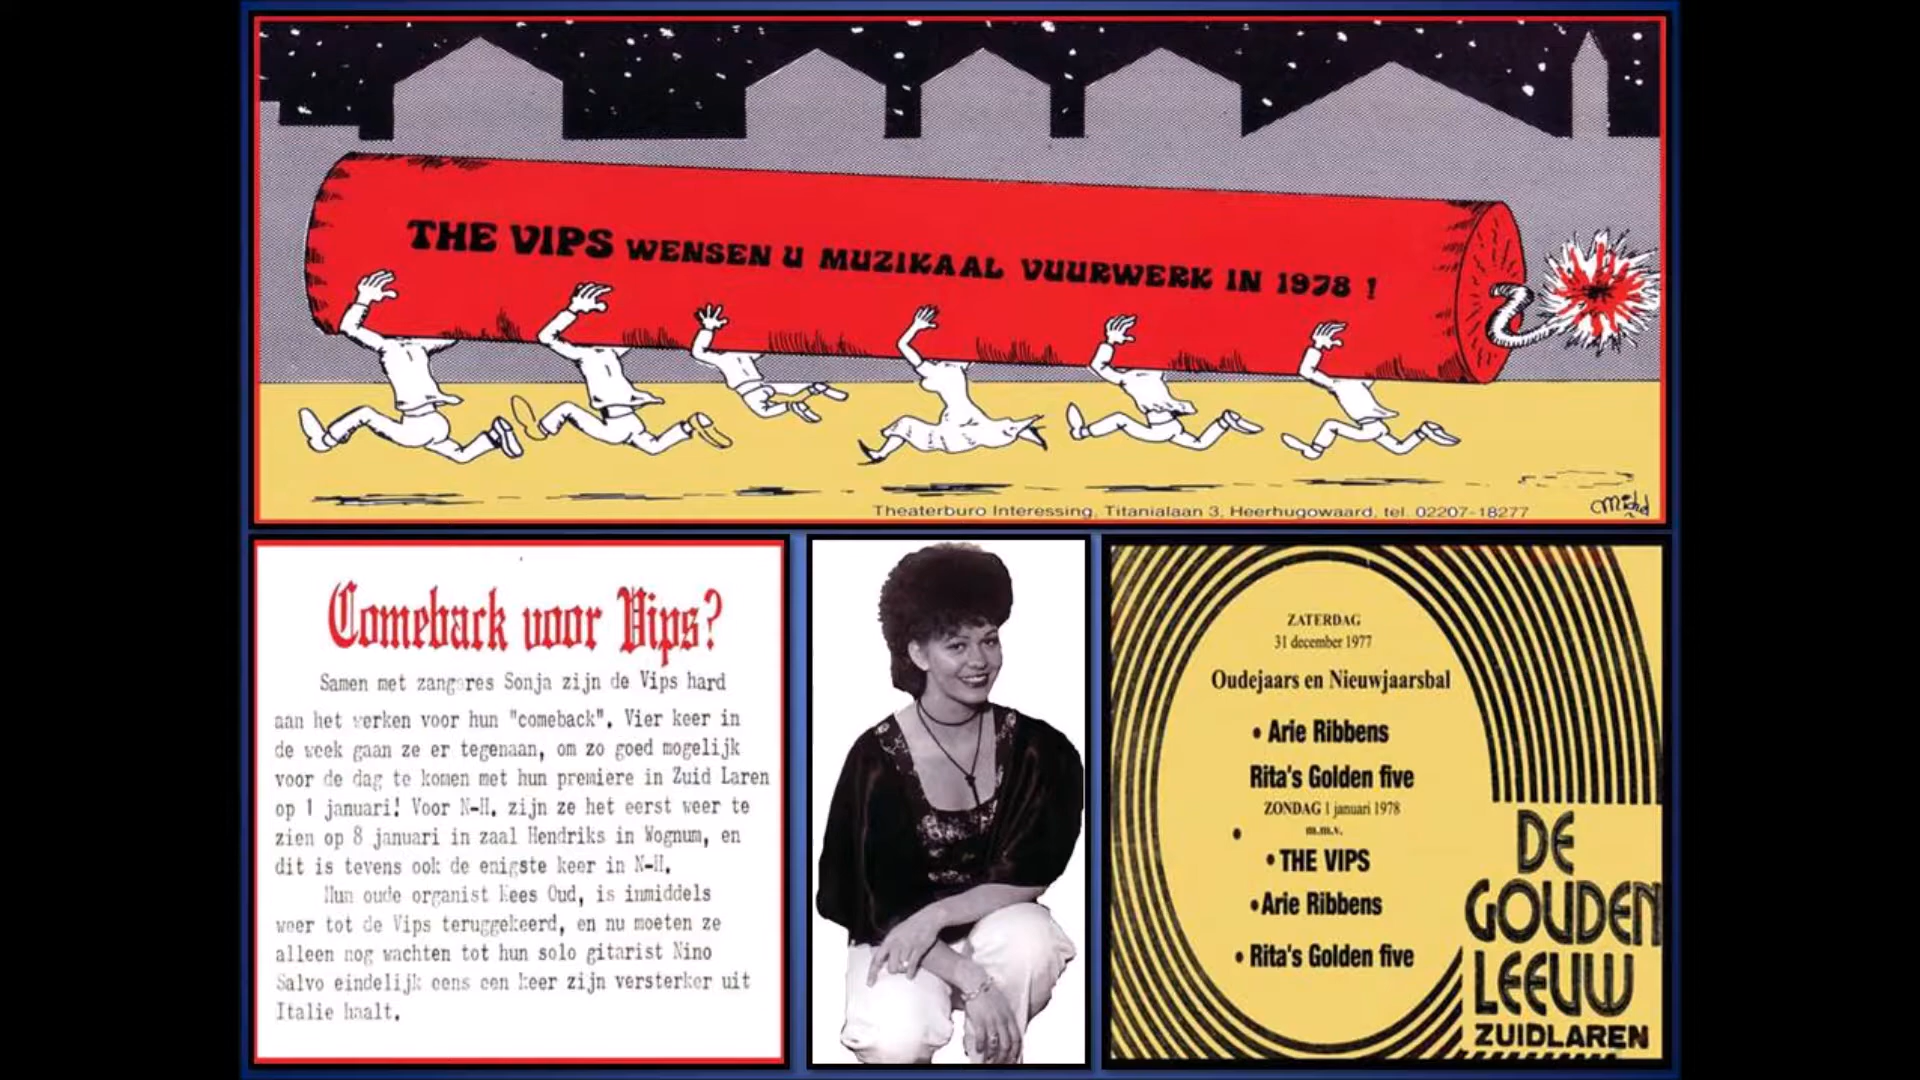 THE VIPS WENSEN U MUZIKAAL VUURWERK IN 1978 !
Theaterburo Interessing, Titanialaan 3, Heerhugowaard, tel. 02207-18277
Michel
Comeback voor Vips?
Samen met zangeres Sonja zijn de Vips hard
aan het werken voor hun "comeback". Vier keer in
de week gaan ze er tegenaan, om zo goed mogelijk
voor de dag te komen met hun premiere in Zuid Laren
op 1 januari! Voor N-H. zijn ze het eerst weer te
zien op 8 januari in zaal Hendriks in Wognum, en
dit is tevens ook de enigste keer in N-H.
Hun oude organist Kees Oud, is inmiddels
weer tot de Vips teruggekeerd, en nu moeten ze
alleen nog wachten tot hun solo gitarist Nino
Salvo eindelijk eens een keer zijn versterker uit
Italie haalt.
ZATERDAG
31 december 1977
Oudejaars en Nieuwjaarsbal
• Arie Ribbens
Rita's Golden five
ZONDAG 1 januari 1978
• m.m.v.
• THE VIPS
• Arie Ribbens
• Rita's Golden five
DE
GOUDEN
LEEUW
ZUIDLAREN